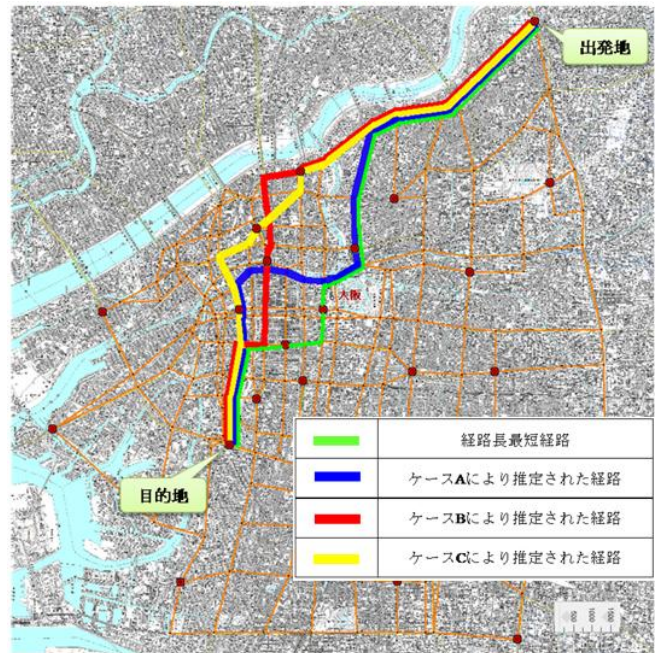 出発地
大阪
目的地
経路長最短経路
ケースAにより推定された経路
ケースBにより推定された経路
ケースCにより推定された経路
500 1000 1500